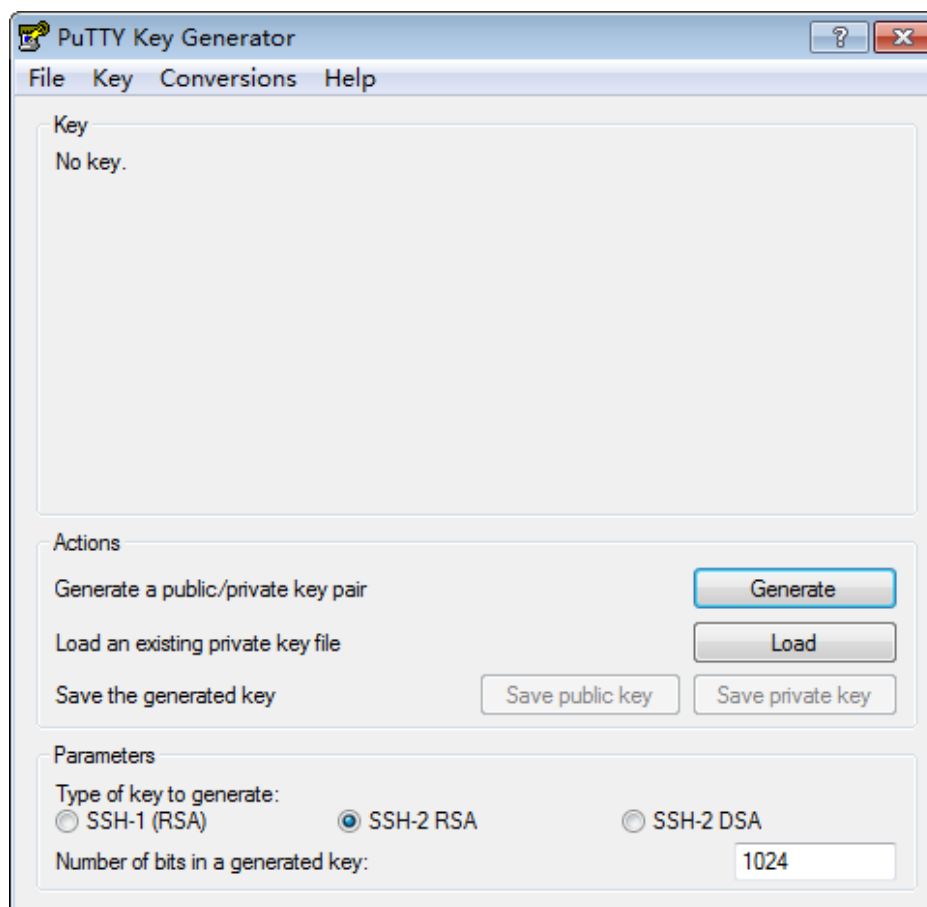 PuTTY Key Generator
File Key Conversions Help
Key
No key.
Actions
Generate a public/private key pair Generate
Load an existing private key file Load
Save the generated key Save public key Save private key
Parameters
Type of key to generate:
SSH-1 (RSA) SSH-2 RSA SSH-2 DSA
Number of bits in a generated key: 1024